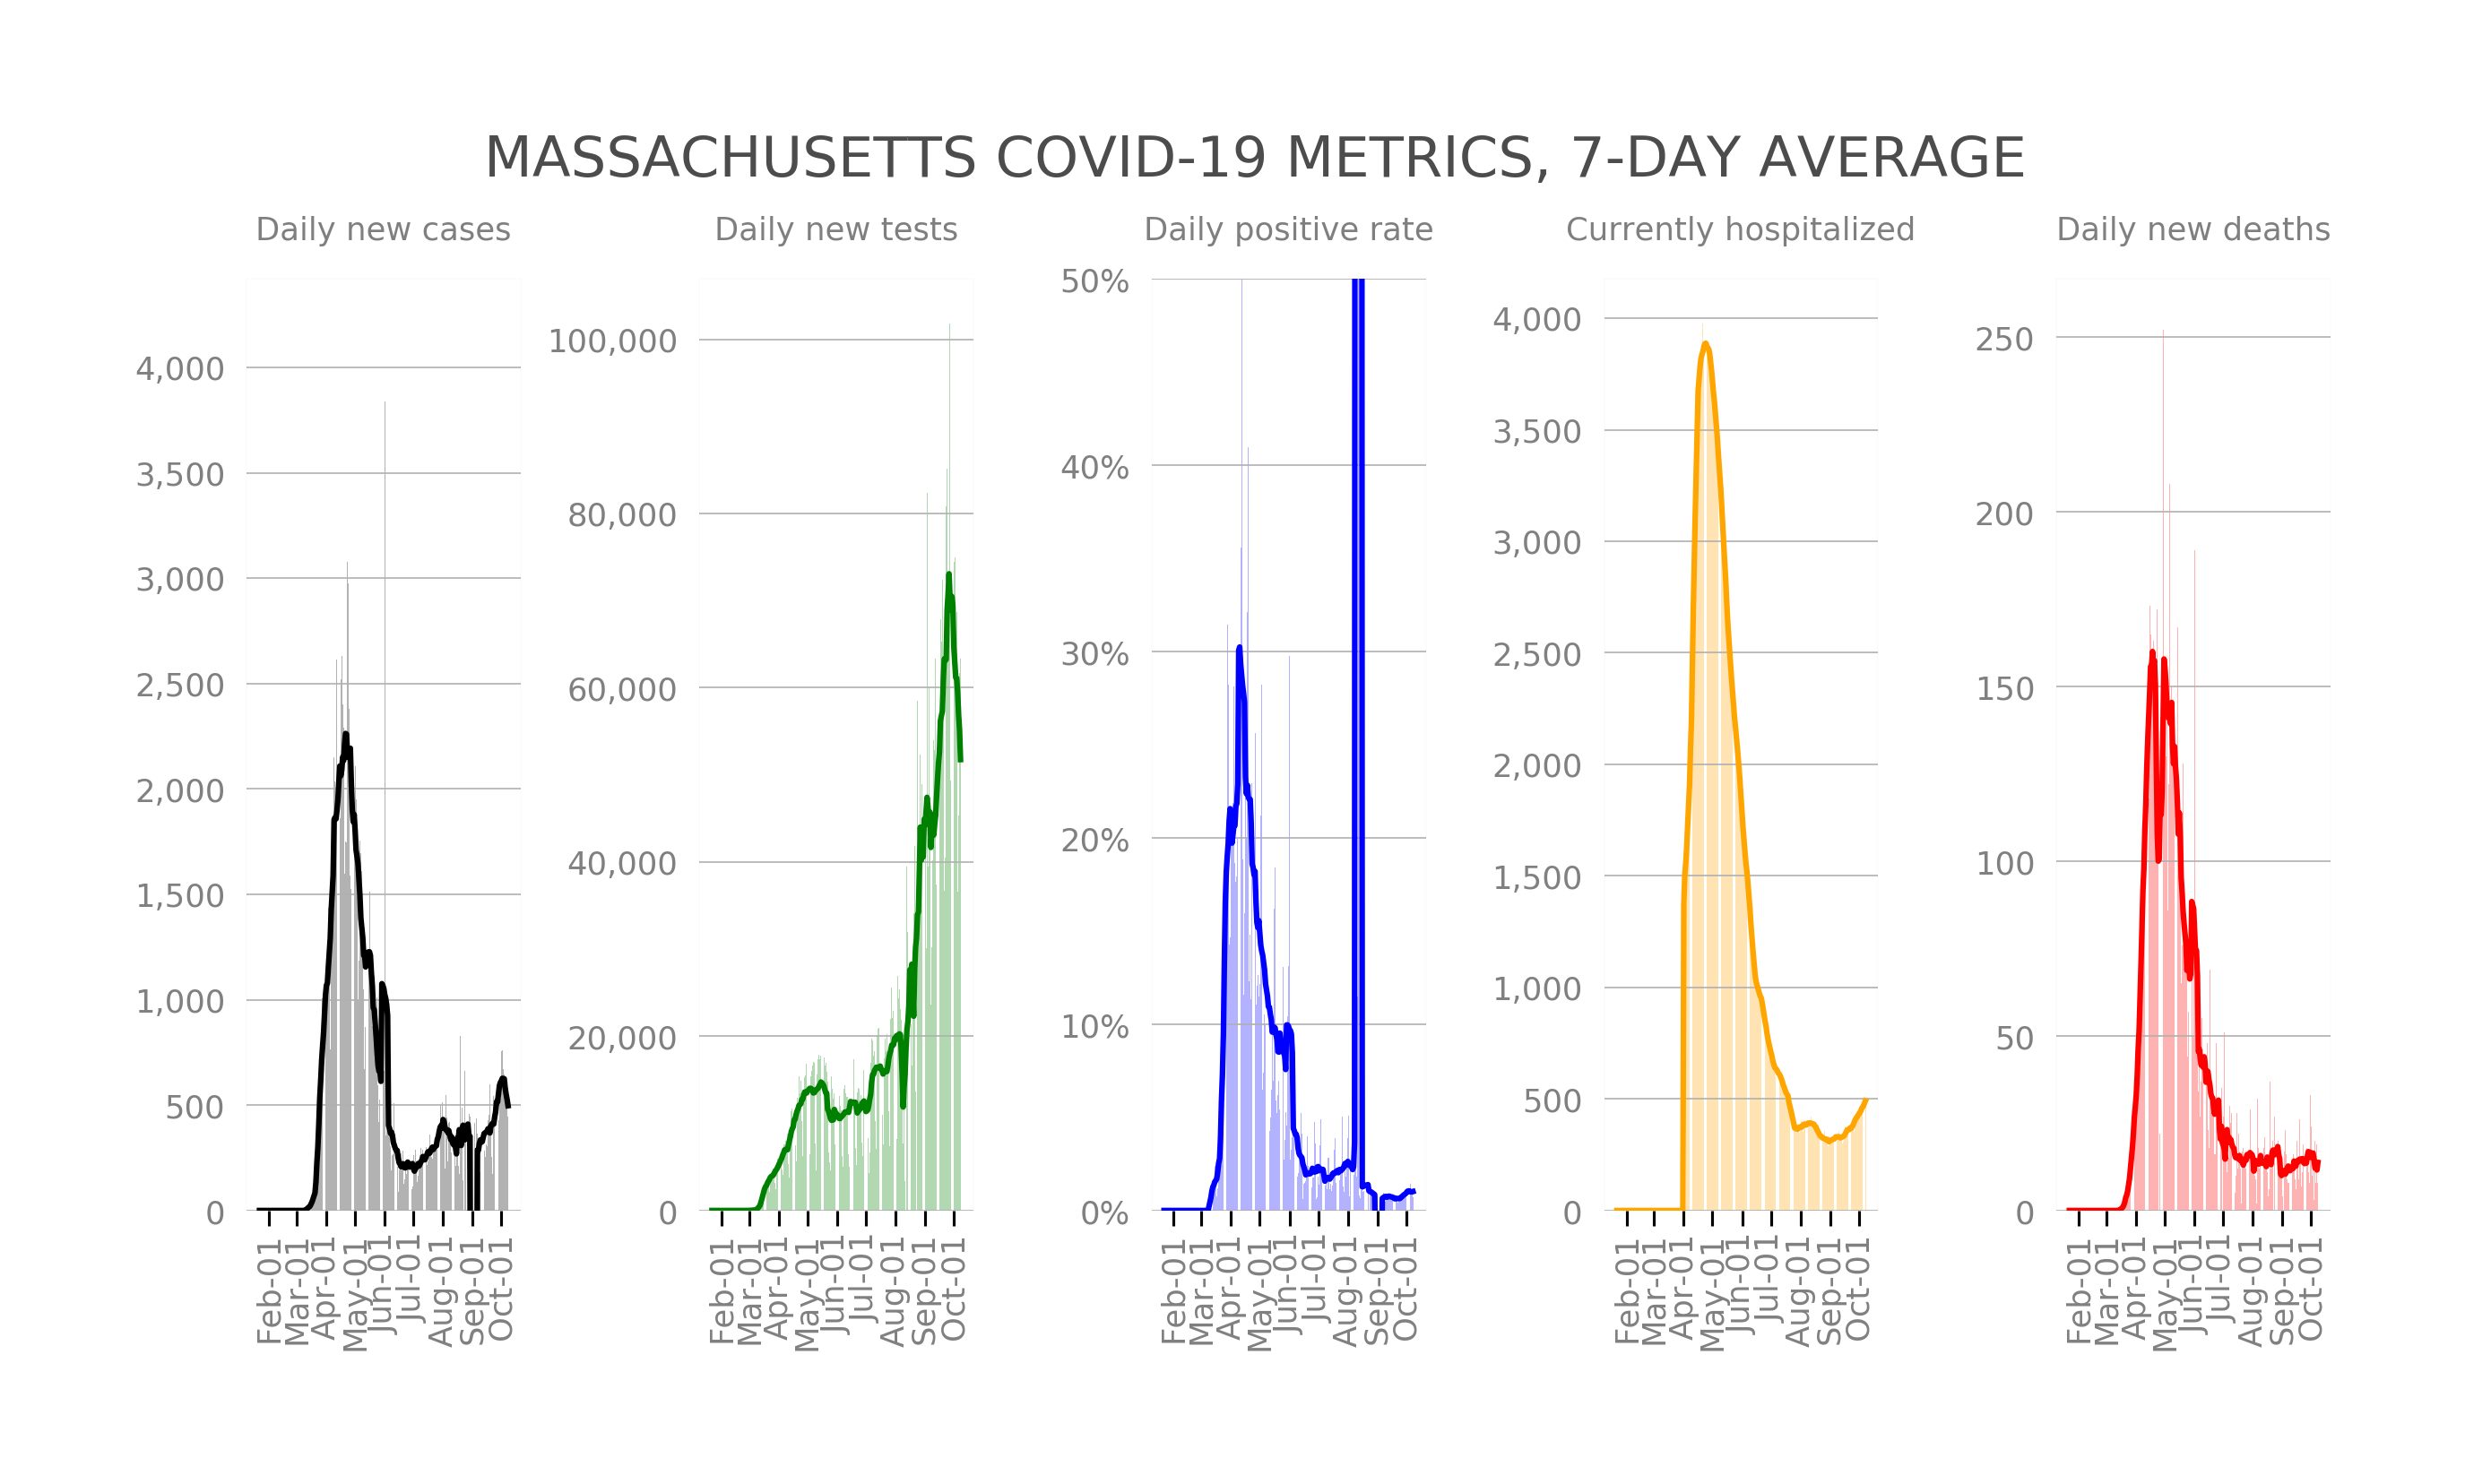 MASSACHUSETTS COVID-19 METRICS, 7-DAY AVERAGE
Daily new cases
4,000
3,500
3,000
2,500
2,000
1,500
1,000
500
0
Feb-01
Mar-01
Apr-01
May-01
Jun-01
Jul-01
Aug-01
Sep-01
Oct-01
Daily new tests
100,000
80,000
60,000
40,000
20,000
0
Feb-01
Mar-01
Apr-01
May-01
Jun-01
Jul-01
Aug-01
Sep-01
Oct-01
Daily positive rate
50%
40%
30%
20%
10%
0%
Feb-01
Mar-01
Apr-01
May-01
Jun-01
Jul-01
Aug-01
Sep-01
Oct-01
Currently hospitalized
4,000
3,500
3,000
2,500
2,000
1,500
1,000
500
0
Feb-01
Mar-01
Apr-01
May-01
Jun-01
Jul-01
Aug-01
Sep-01
Oct-01
Daily new deaths
250
200
150
100
50
0
Feb-01
Mar-01
Apr-01
May-01
Jun-01
Jul-01
Aug-01
Sep-01
Oct-01